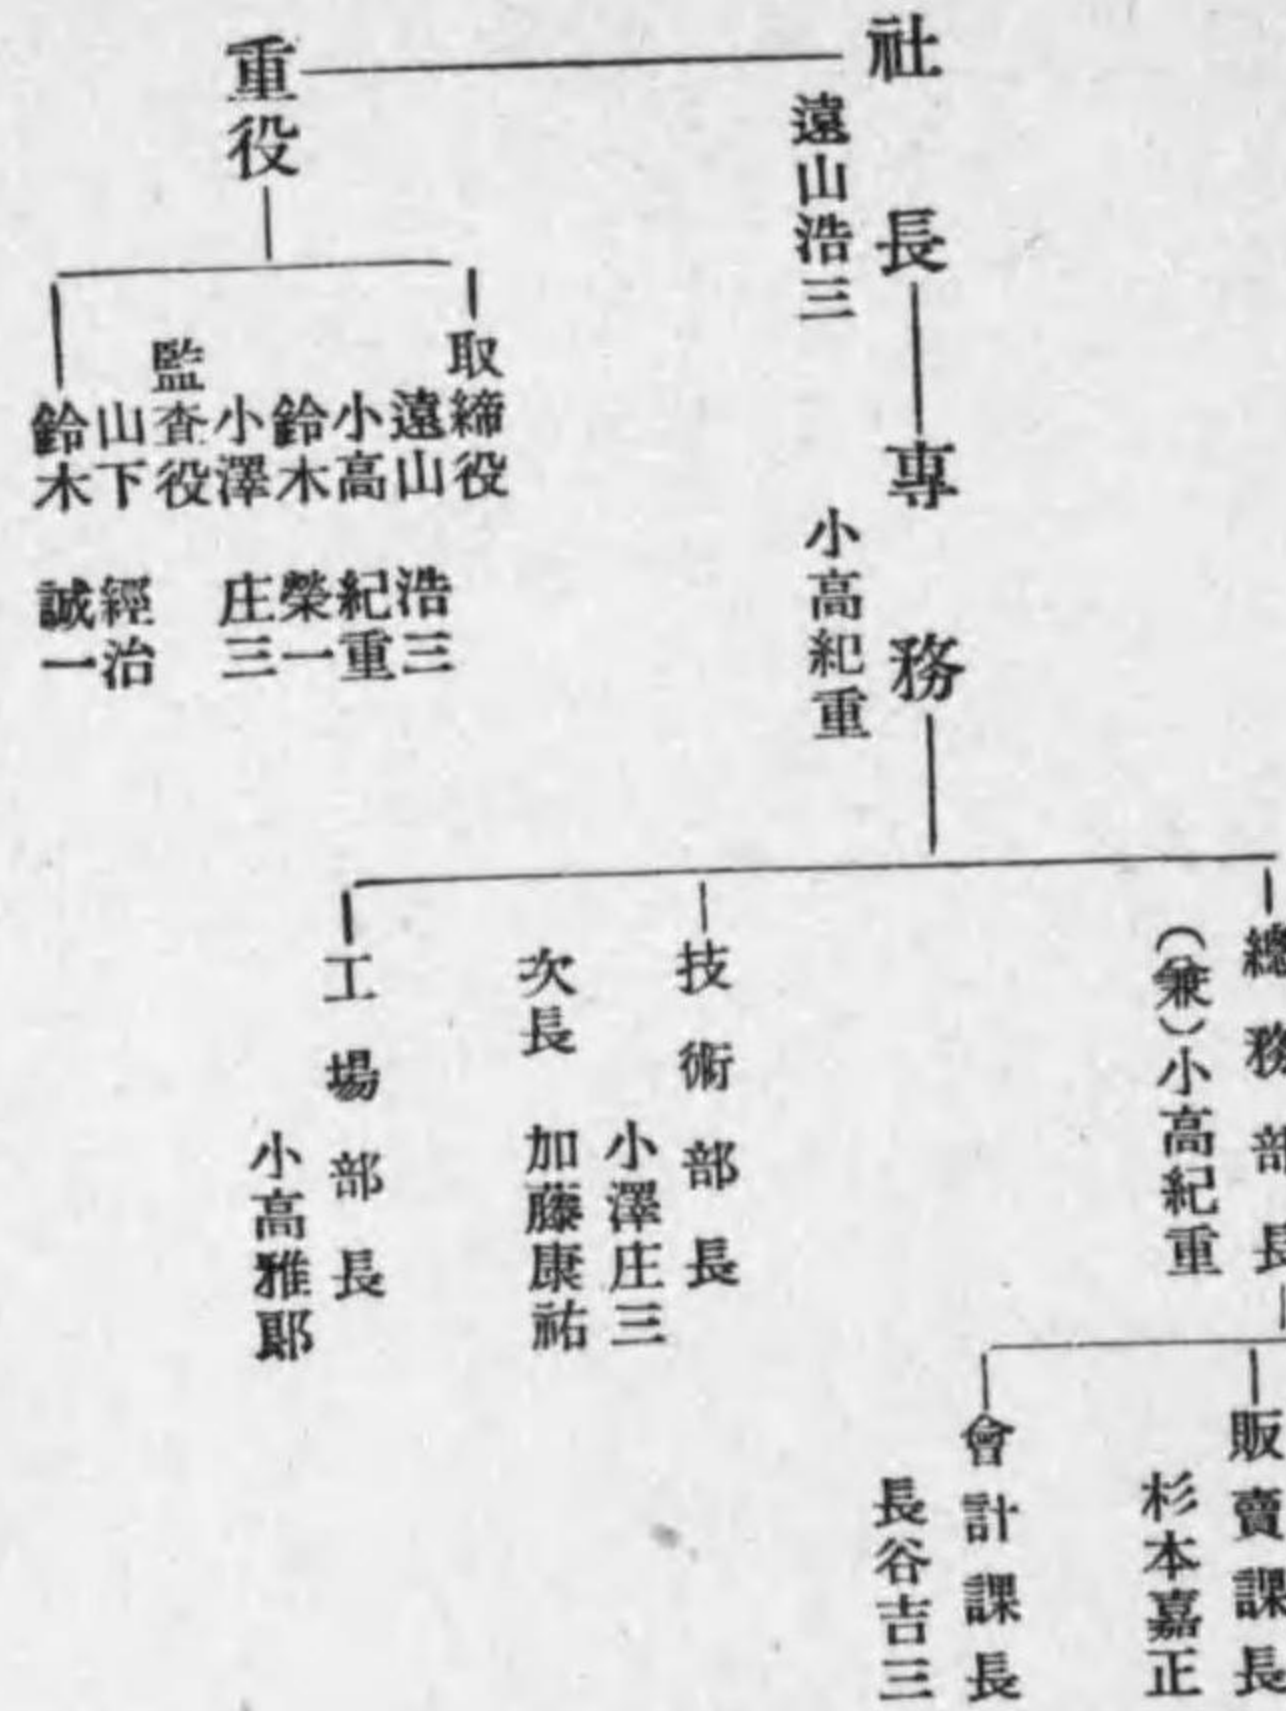 社長
遠山浩三
專務
小高紀重
重役
取締役
遠山 浩三
小高 紀重
鈴木 榮一
小澤 庄三
監査役
山下 經治
鈴木 誠一
總務部長
(兼)小高紀重
販賣課長
杉本嘉正
會計課長
長谷吉三
技術部長
小澤庄三
次長 加藤康祐
工場部長
小高雅郎